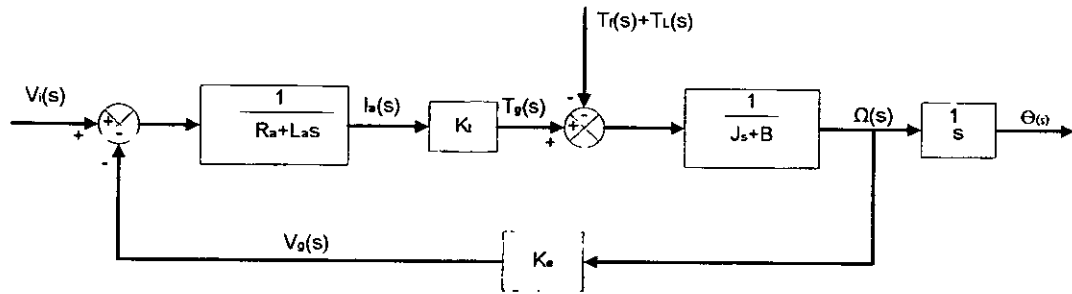 Tf(s)+TL(s)
Vi(s)
+
+
-
-
1
Ra+Las
Ia(s)
Kt
Tg(s)
+
-
+
-
1
Js+B
Ω(s)
1
s
Θ(s)
Vg(s)
Ke